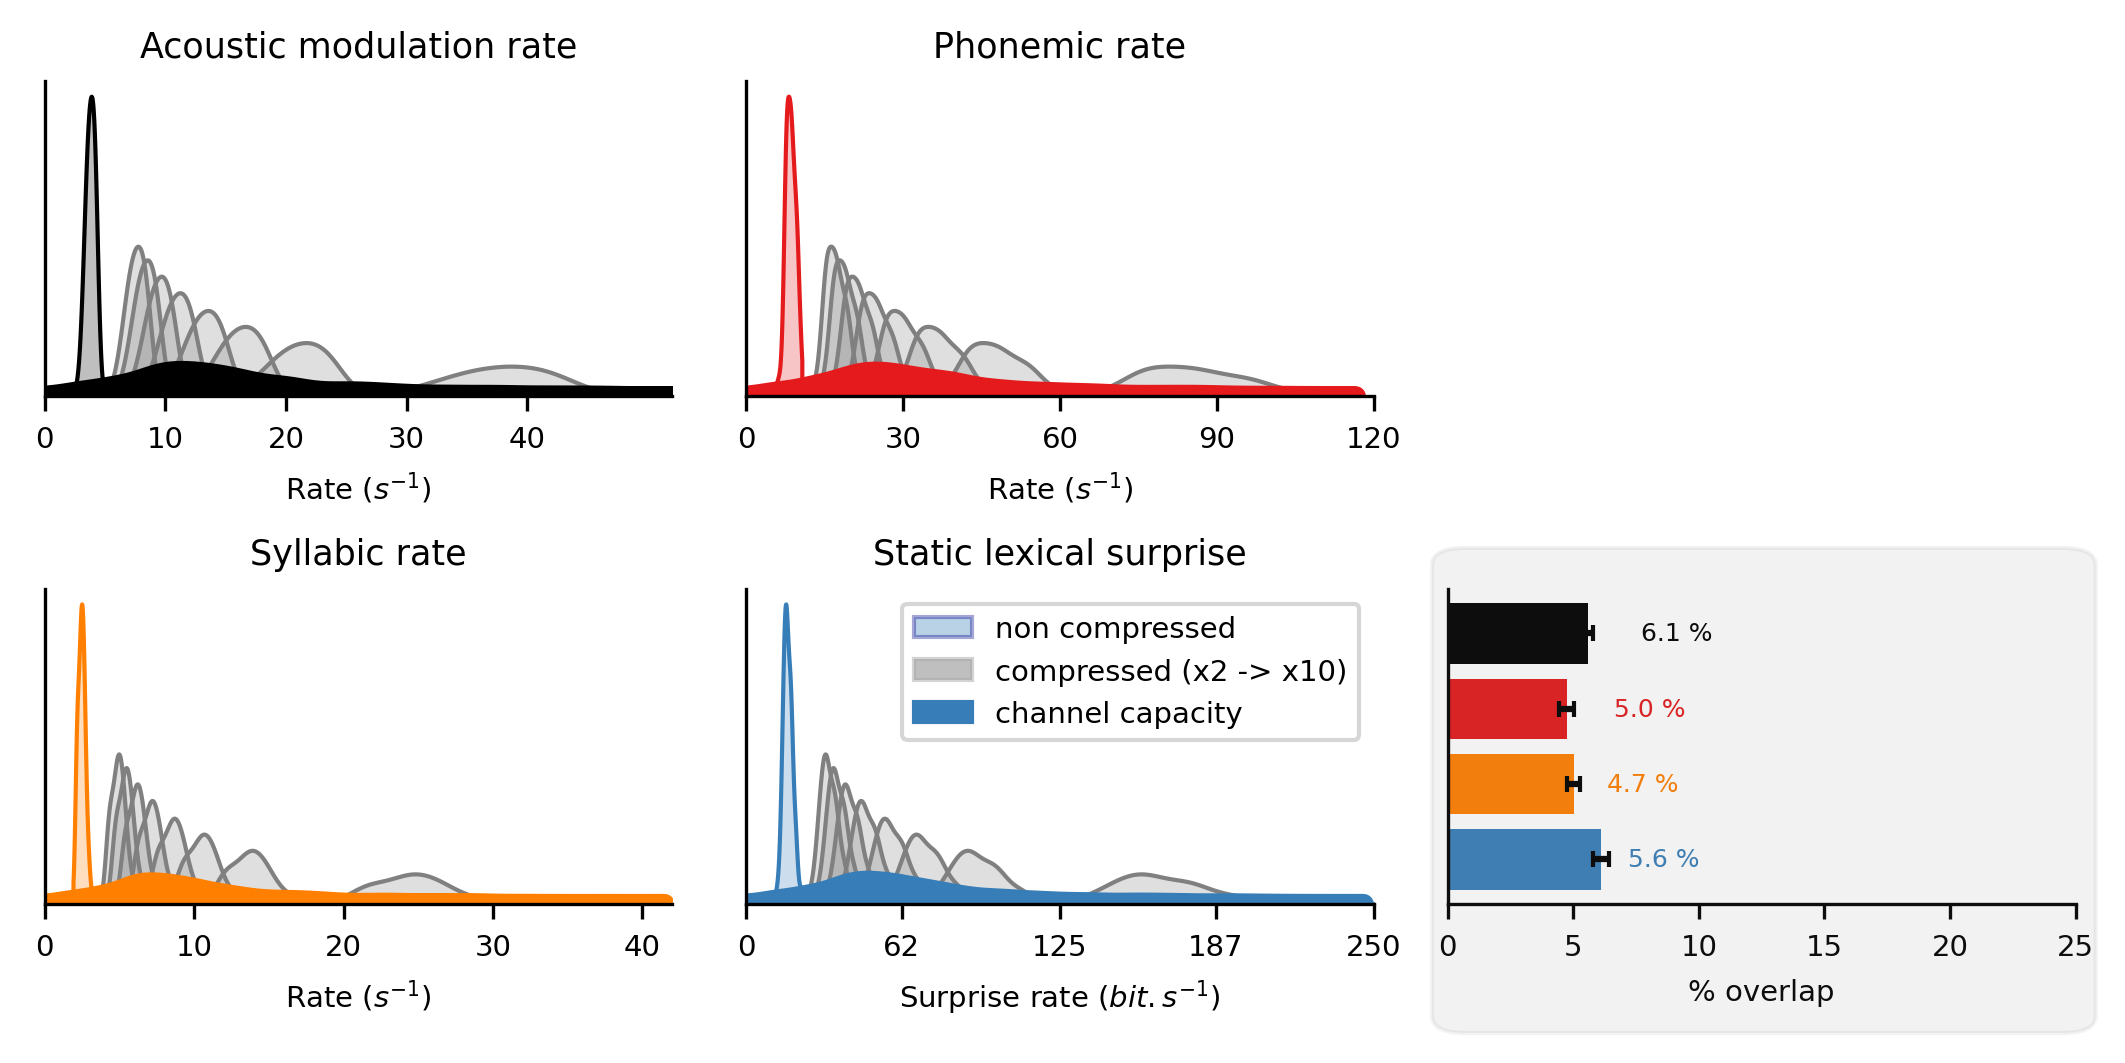 Acoustic modulation rate
0 10 20 30 40
Rate (s⁻¹)
Phonemic rate
0 30 60 90 120
Rate (s⁻¹)
Syllabic rate
0 10 20 30 40
Rate (s⁻¹)
Static lexical surprise
non compressed
compressed (x2 -> x10)
channel capacity
0 62 125 187 250
Surprise rate (bit.s⁻¹)
6.1 %
5.0 %
4.7 %
5.6 %
0 5 10 15 20 25
% overlap